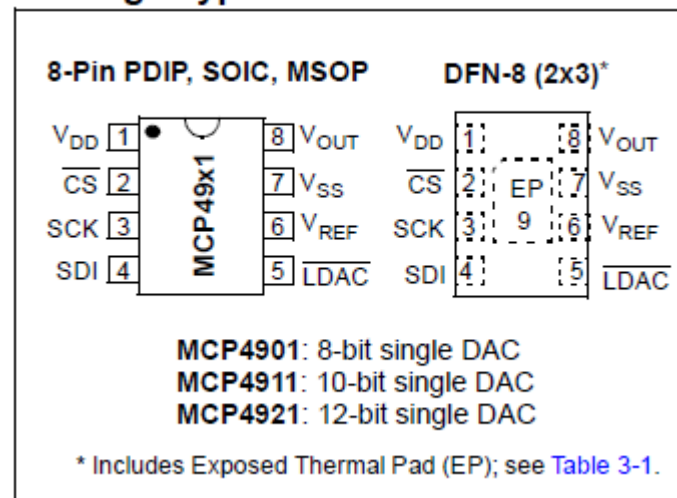 8-Pin PDIP, SOIC, MSOP
VDD 1 8 VOUT
CS 2 7 VSS
SCK 3 6 VREF
SDI 4 5 LDAC
MCP49x1
DFN-8 (2x3)*
VDD 1 8 VOUT
CS 2 EP 7 VSS
SCK 3 9 6 VREF
SDI 4 5 LDAC
MCP4901: 8-bit single DAC
MCP4911: 10-bit single DAC
MCP4921: 12-bit single DAC
* Includes Exposed Thermal Pad (EP); see Table 3-1.